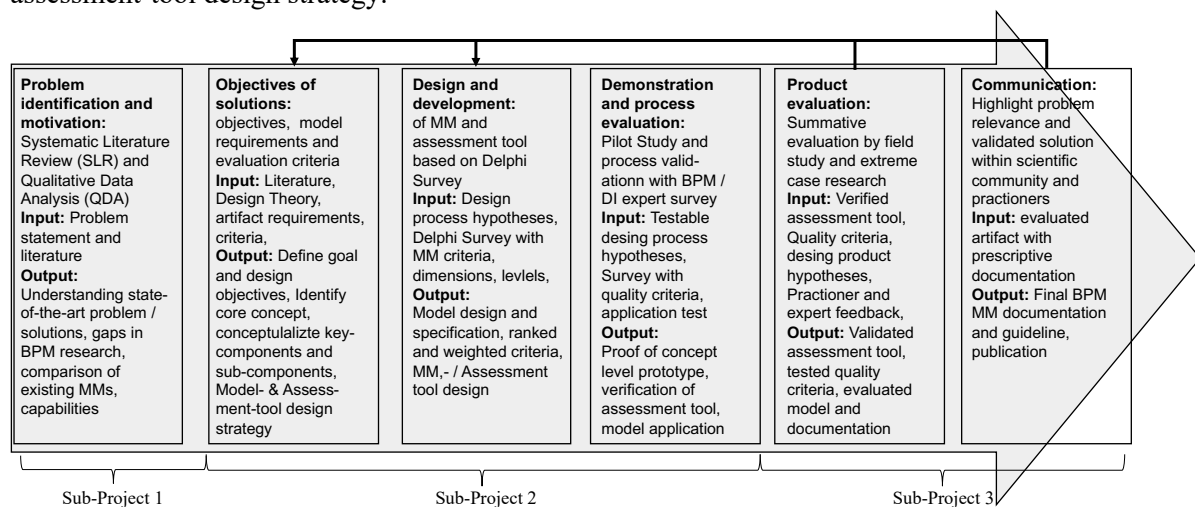 assessment-tool design strategy.
Problem
identification and
motivation:
Systematic Literature
Review (SLR) and
Qualitative Data
Analysis (QDA)
Input: Problem
statement and
literature
Output:
Understanding state-
of-the-art problem /
solutions, gaps in
BPM research,
comparison of
existing MMs,
capabilities
Objectives of
solutions:
objectives, model
requirements and
evaluation criteria
Input: Literature,
Design Theory,
artifact requirements,
criteria,
Output: Define goal
and design
objectives, Identify
core concept,
conceptulalizte key-
components and
sub-components,
Model- & Assess-
ment-tool design
strategy
Design and
development:
of MM and
assessment tool
based on Delphi
Survey
Input: Design
process hypotheses,
Delphi Survey with
MM criteria,
dimensions, levlels,
Output:
Model design and
specification, ranked
and weighted criteria,
MM,- / Assessment
tool design
Demonstration
and process
evaluation:
Pilot Study and
process valid-
ationn with BPM /
DI expert survey
Input: Testable
desing process
hypotheses,
Survey with
quality criteria,
application test
Output:
Proof of concept
level prototype,
verification of
assessment tool,
model application
Product
evaluation:
Summative
evaluation by field
study and extreme
case research
Input: Verified
assessment tool,
Quality criteria,
desing product
hypotheses,
Practioner and
expert feedback,
Output: Validated
assessment tool,
tested quality
criteria, evaluated
model and
documentation
Communication:
Highlight problem
relevance and
validated solution
within scientific
community and
practioners
Input: evaluated
artifact with
prescriptive
documentation
Output: Final BPM
MM documentation
and guideline,
publication
Sub-Project 1
Sub-Project 2
Sub-Project 3